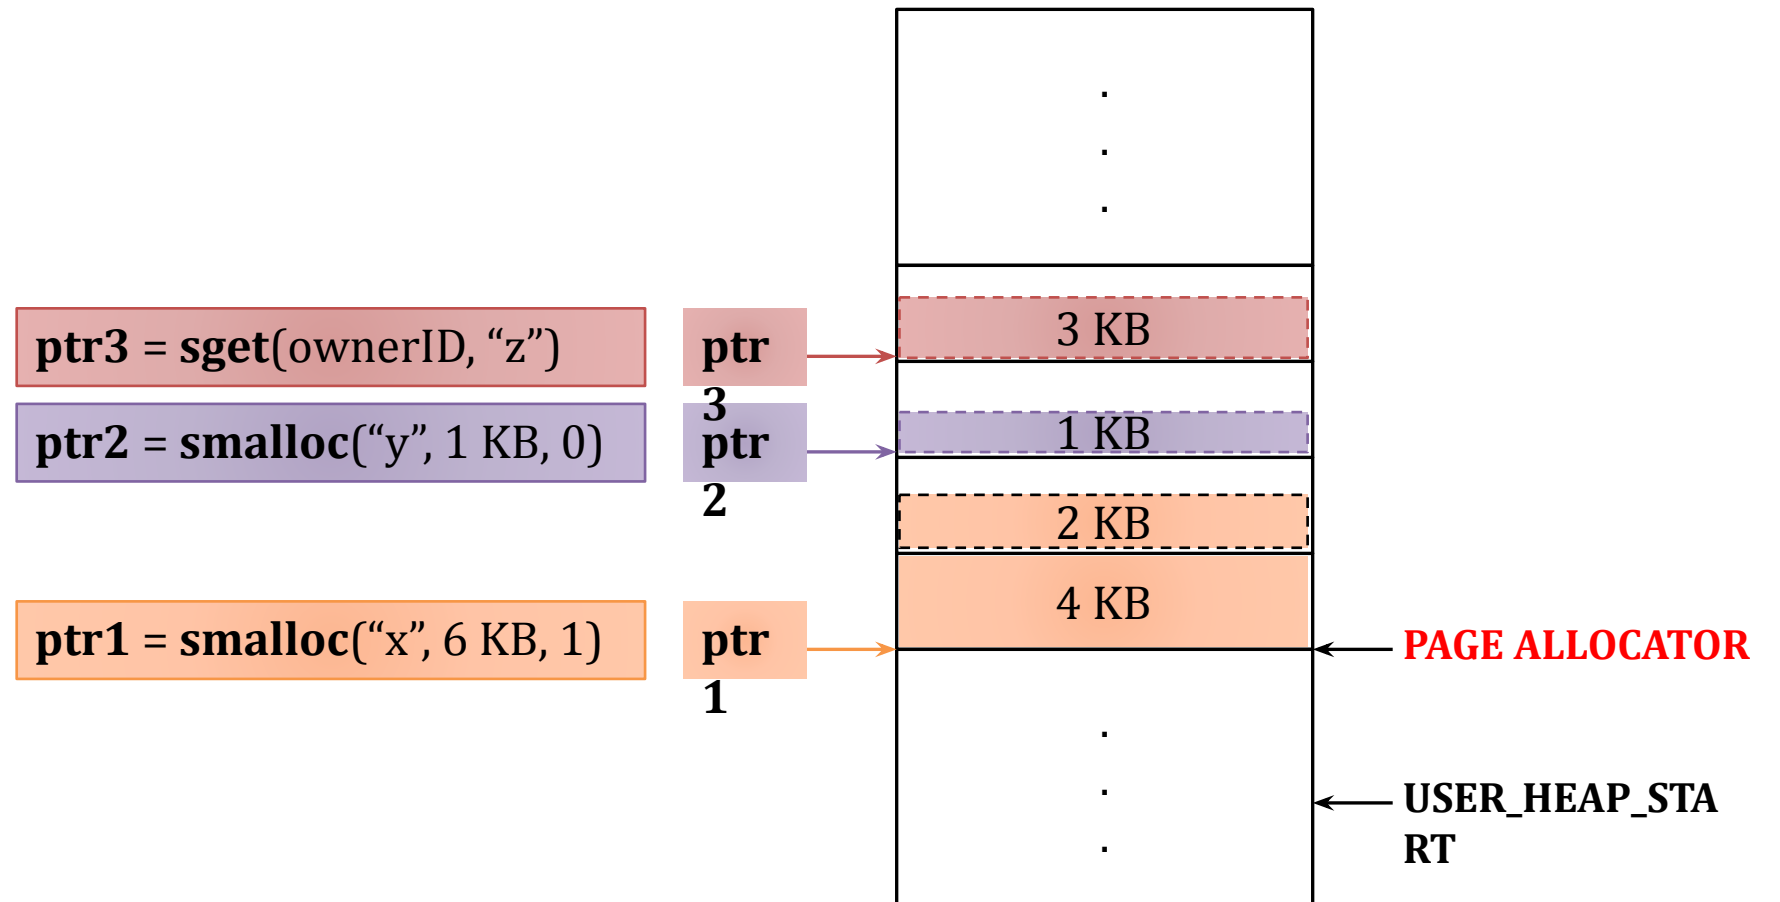 .
.
.
ptr3 = sget(ownerID, “z”)
ptr
3
3 KB
ptr2 = smalloc(“y”, 1 KB, 0)
ptr
2
1 KB
2 KB
ptr1 = smalloc(“x”, 6 KB, 1)
ptr
1
4 KB
PAGE ALLOCATOR
.
.
.
USER_HEAP_STA
RT